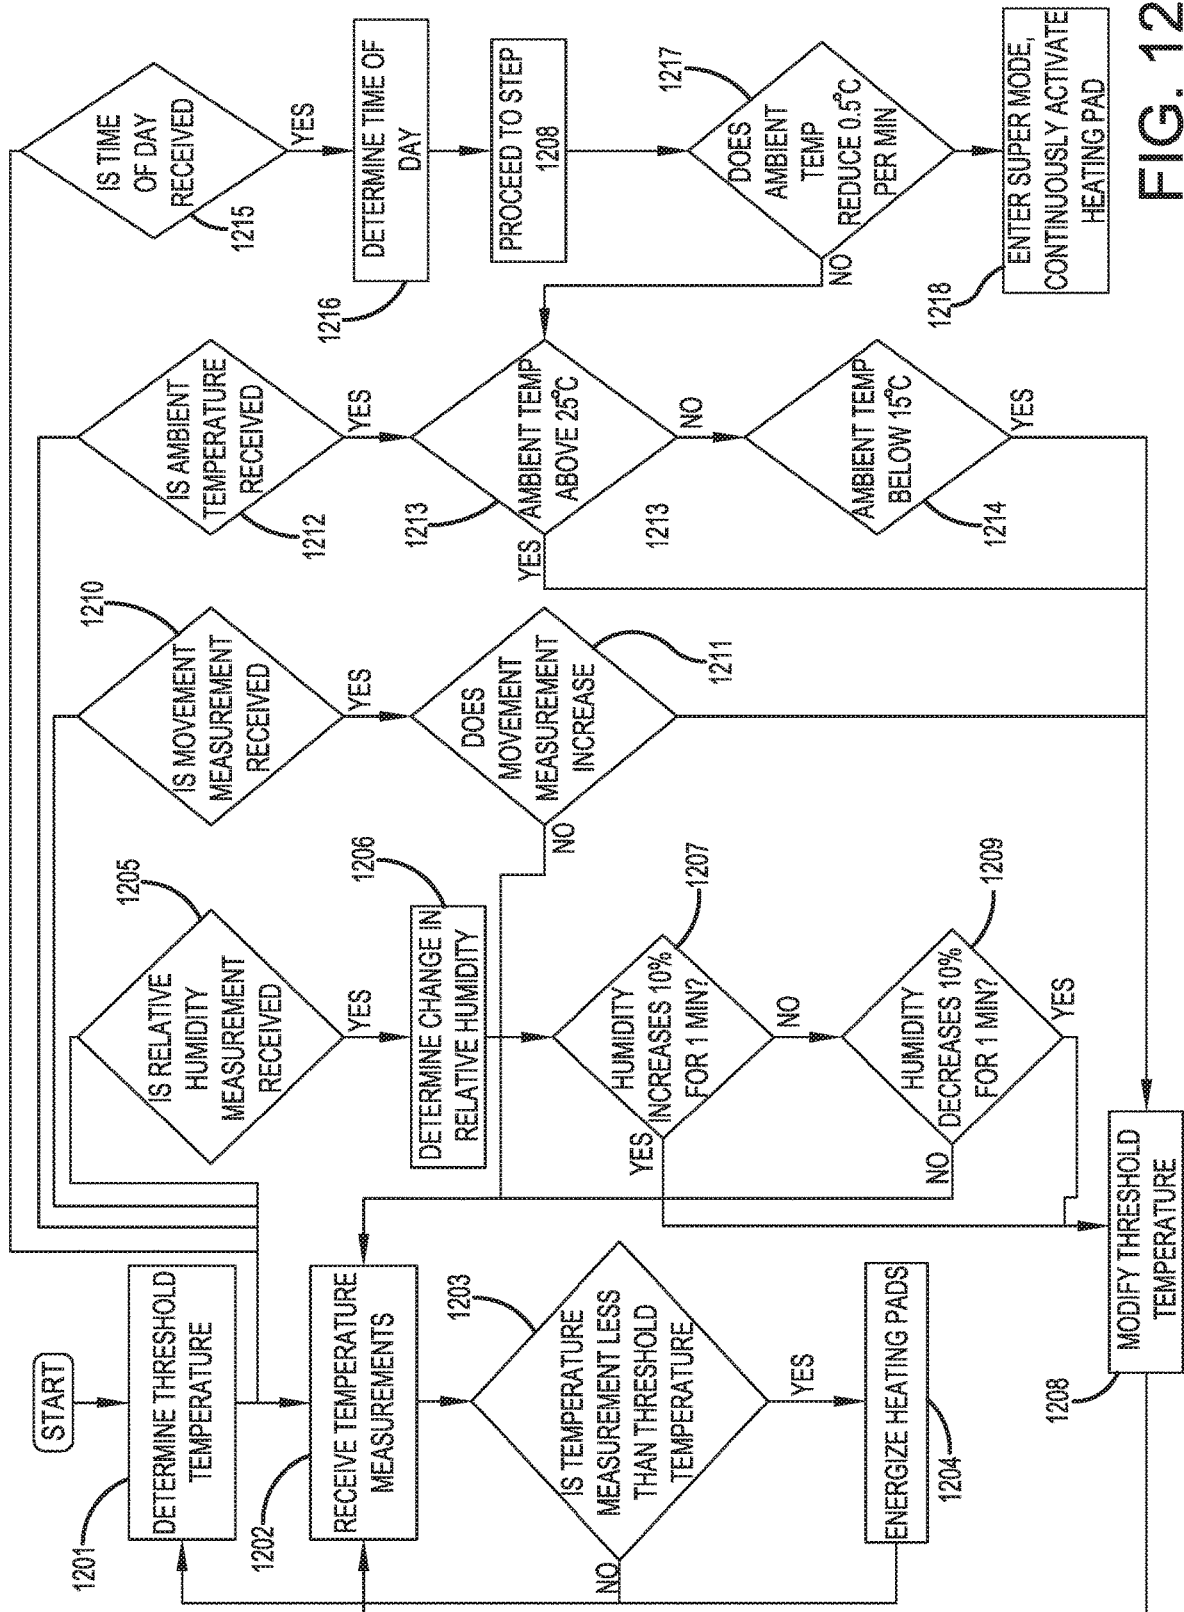 START
1201
DETERMINE THRESHOLD
TEMPERATURE
1202
RECEIVE TEMPERATURE
MEASUREMENTS
1203
IS TEMPERATURE
MEASUREMENT LESS
THAN THRESHOLD
TEMPERATURE
NO
YES
ENERGIZE HEATING PADS
1204
1205
IS RELATIVE
HUMIDITY
MEASUREMENT
RECEIVED
YES
1206
DETERMINE CHANGE IN
RELATIVE HUMIDITY
1207
HUMIDITY
INCREASES 10%
FOR 1 MIN?
YES
NO
1209
HUMIDITY
DECREASES 10%
FOR 1 MIN?
NO
YES
1208
MODIFY THRESHOLD
TEMPERATURE
1210
IS MOVEMENT
MEASUREMENT
RECEIVED
YES
DOES
MOVEMENT
MEASUREMENT
INCREASE
1211
NO
IS AMBIENT
TEMPERATURE
RECEIVED
1212
YES
AMBIENT TEMP
ABOVE 25°C
1213
YES
NO
1213
AMBIENT TEMP
BELOW 15°C
1214
YES
IS TIME
OF DAY
RECEIVED
1215
YES
DETERMINE TIME OF
DAY
1216
PROCEED TO STEP
1208
1217
DOES
AMBIENT
TEMP
REDUCE 0.5°C
PER MIN
NO
1218
ENTER SUPER MODE,
CONTINUOUSLY ACTIVATE
HEATING PAD
FIG. 12